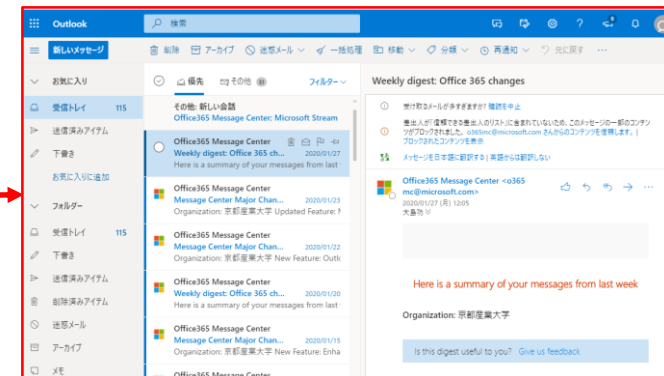 Outlook
検索
新しいメッセージ
削除 アーカイブ 迷惑メール 一括処理 移動 分類 再通知 元に戻す ...
お気に入り
受信トレイ 115
送信済みアイテム
下書き
お気に入りに追加
フォルダー
受信トレイ 115
下書き
送信済みアイテム
削除済みアイテム
迷惑メール
アーカイブ
メモ
優先 その他 フィルター
その他: 新しい会話
Office365 Message Center: Microsoft Stream
Office365 Message Center
Weekly digest: Office 365 ch... 2020/01/27
Here is a summary of your messages from last
Office365 Message Center
Message Center Major Chan... 2020/01/23
Organization: 京都産業大学 Updated Feature: M
Office365 Message Center
Message Center Major Chan... 2020/01/22
Organization: 京都産業大学 New Feature: Outlo
Office365 Message Center
Weekly digest: Office 365 ch... 2020/01/20
Here is a summary of your messages from last
Office365 Message Center
Message Center Major Chan... 2020/01/15
Organization: 京都産業大学 New Feature: Enha
Office365 Message Center
Weekly digest: Office 365 changes
受け取るメールが多すぎますか? 購読を中止
差出人が「信頼できる差出人のリスト」に含まれていないため、このメッセージの一部のコンテン
ツがブロックされました。o365mc@microsoft.com さんからのコンテンツを信頼します。 |
ブロックされたコンテンツを表示
メッセージを日本語に翻訳する | 英語からは翻訳しない
Office365 Message Center <o365
mc@microsoft.com>
2020/01/27 (月) 12:05
大島功
Here is a summary of your messages from last week
Organization: 京都産業大学
Is this digest useful to you? Give us feedback.